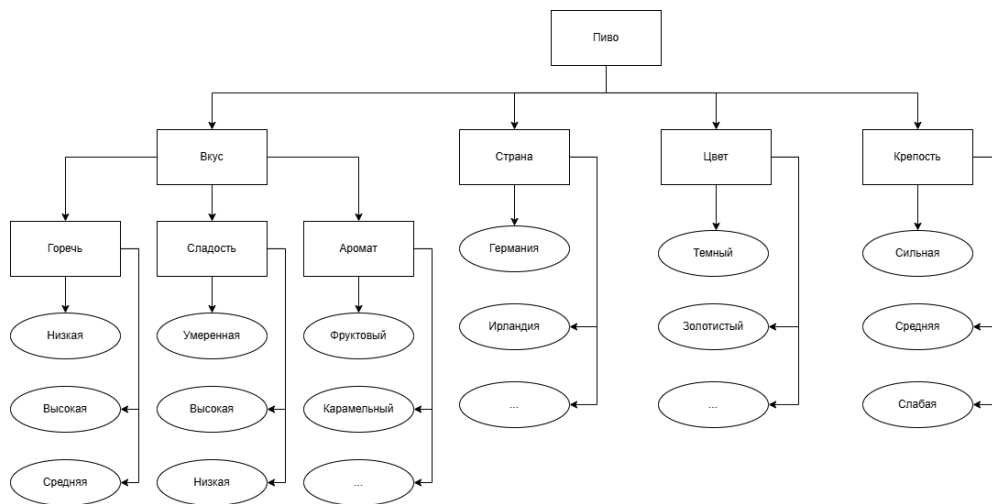 Пиво
Вкус
Страна
Цвет
Крепость
Горечь
Сладость
Аромат
Германия
Темный
Сильная
Низкая
Умеренная
Фруктовый
Ирландия
Золотистый
Средняя
Высокая
Высокая
Карамельный
...
...
Слабая
Средняя
Низкая
...